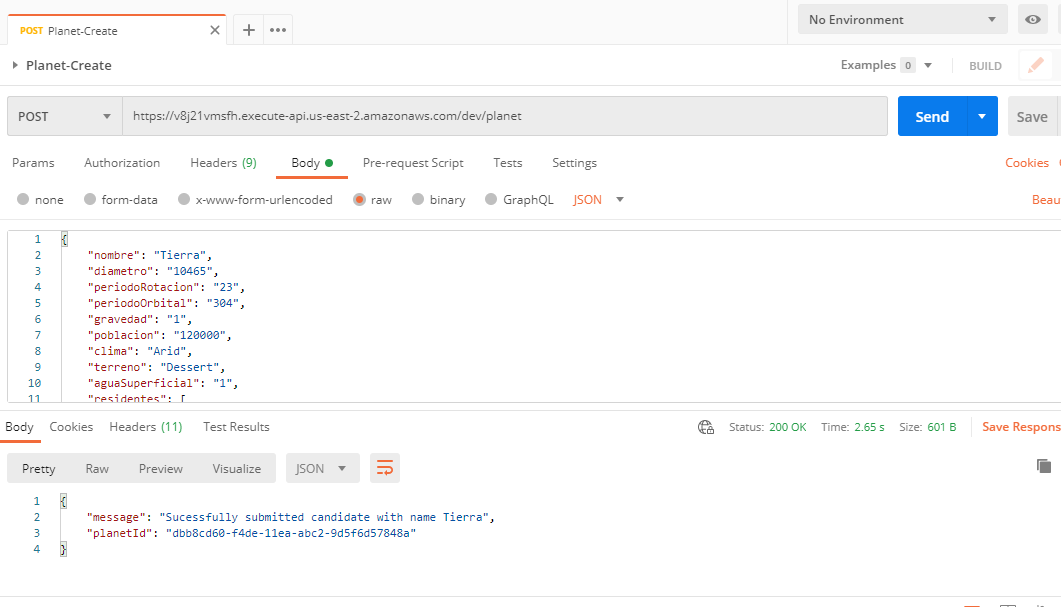 POST Planet-Create
No Environment
Planet-Create
Examples 0
BUILD
POST
https://v8j21vmsfh.execute-api.us-east-2.amazonaws.com/dev/planet
Send
Save
Params Authorization Headers (9) Body Pre-request Script Tests Settings
Cookies
none form-data x-www-form-urlencoded raw binary GraphQL JSON
Beau
1 {
2 "nombre": "Tierra",
3 "diametro": "10465",
4 "periodoRotacion": "23",
5 "periodoOrbital": "304",
6 "gravedad": "1",
7 "poblacion": "120000",
8 "clima": "Arid",
9 "terreno": "Dessert",
10 "aguaSuperficial": "1",
11 "residentes": [
Body Cookies Headers (11) Test Results
Status: 200 OK Time: 2.65 s Size: 601 B
Save Respons
Pretty Raw Preview Visualize JSON
1 {
2 "message": "Sucessfully submitted candidate with name Tierra",
3 "planetId": "dbb8cd60-f4de-11ea-abc2-9d5f6d57848a"
4 }